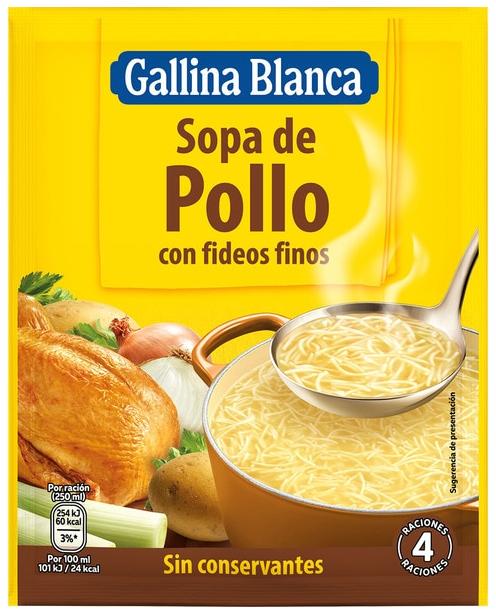 Gallina Blanca
Sopa de
Pollo
con fideos finos
Sugerencia de presentación
Por ración
(250 ml)
254 kJ
60 kcal
3%*
Por 100 ml
101 kJ / 24 kcal
Sin conservantes
RACIONES
4
RACIONES